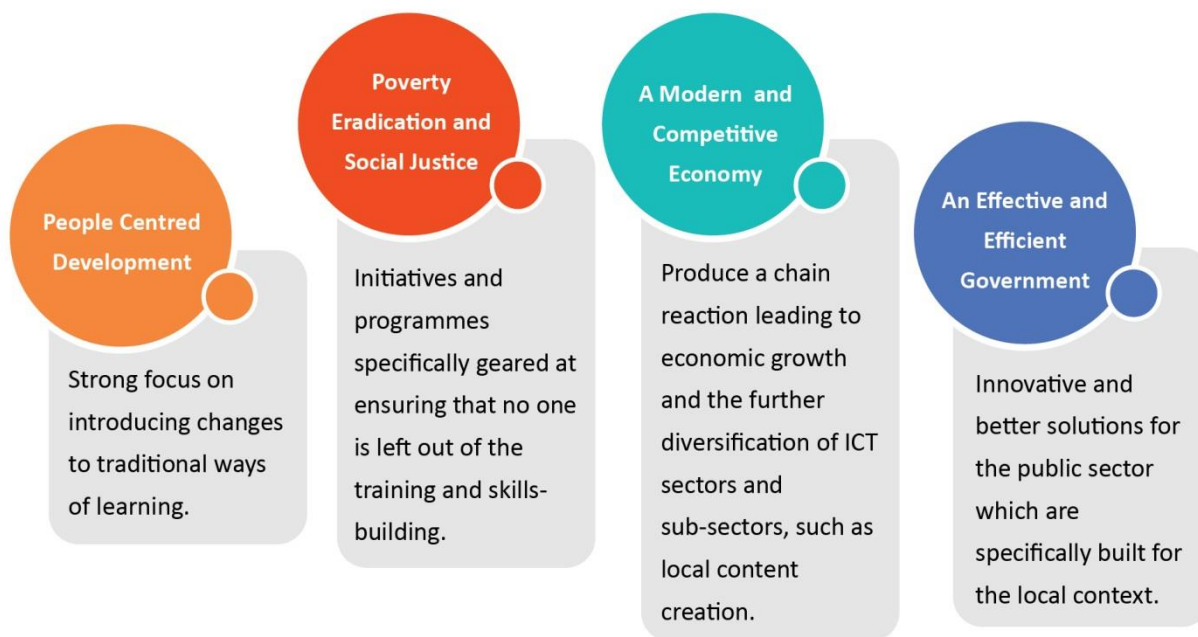 People Centred
Development
Strong focus on
introducing changes
to traditional ways
of learning.
Poverty
Eradication and
Social Justice
Initiatives and
programmes
specifically geared at
ensuring that no one
is left out of the
training and skills-
building.
A Modern and
Competitive
Economy
Produce a chain
reaction leading to
economic growth
and the further
diversification of ICT
sectors and
sub-sectors, such as
local content
creation.
An Effective and
Efficient
Government
Innovative and
better solutions for
the public sector
which are
specifically built for
the local context.